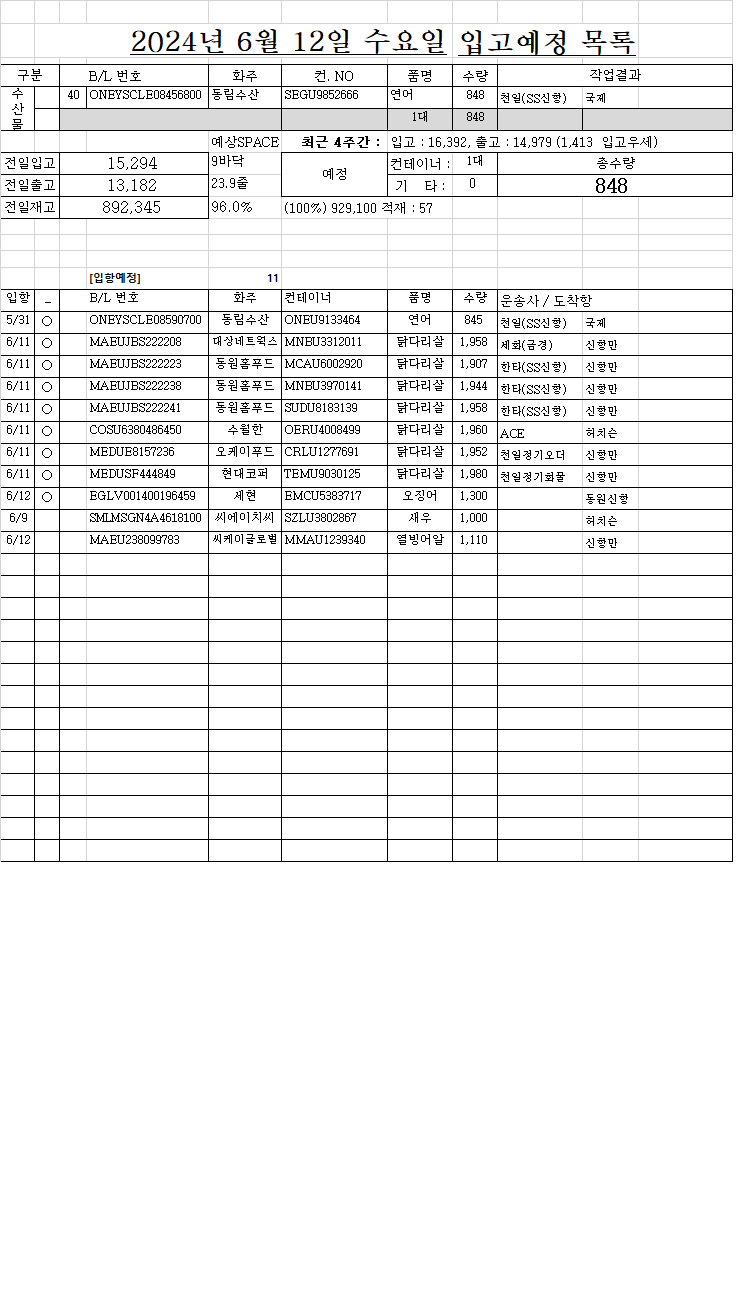 2024년 6월 12일 수요일 입고예정 목록
구분 B/L 번호 화주 컨. NO 품명 수량 작업결과
수산물 40 ONEYSCLE08456800 동림수산 SEGU9852666 연어 848 천일(SS신항) 국제
1대 848
예상SPACE 최근 4주간 : 입고 : 16,392, 출고 : 14,979 (1,413 입고우세)
전일입고 15,294 9바닥 예정 컨테이너 : 1대 총수량
전일출고 13,182 23.9줄 기 타 : 0 848
전일재고 892,345 96.0% (100%) 929,100 적재 : 57
[입항예정] 11
입항 _ B/L 번호 화주 컨테이너 품명 수량 운송사 / 도착항
5/31 ○ ONEYSCLE08590700 동림수산 ONEU9133464 연어 845 천일(SS신항) 국제
6/11 ○ MAEUJBS222208 대상네트웍스 MNBU3312011 닭다리살 1,958 세화(금경) 신항만
6/11 ○ MAEUJBS222223 동원홈푸드 MCAU6002920 닭다리살 1,907 한타(SS신항) 신항만
6/11 ○ MAEUJBS222238 동원홈푸드 MNBU3970141 닭다리살 1,944 한타(SS신항) 신항만
6/11 ○ MAEUJBS222241 동원홈푸드 SUDU8183139 닭다리살 1,958 한타(SS신항) 신항만
6/11 ○ COSU6380486450 수월한 OERU4008499 닭다리살 1,960 ACE 허치슨
6/11 ○ MEDUE8157236 오케이푸드 CRLU1277691 닭다리살 1,952 천일정기오더 신항만
6/11 ○ MEDUSF444849 현대코퍼 TEMU9030125 닭다리살 1,980 천일정기화물 신항만
6/12 ○ EGLV001400196459 세현 EMCU5383717 오징어 1,300 동원신항
6/9 SMLMSGN4A4618100 씨에이치씨 SZLU3802867 새우 1,000 허치슨
6/12 MAEU238099783 씨케이글로벌 MMAU1239340 열빙어알 1,110 신항만